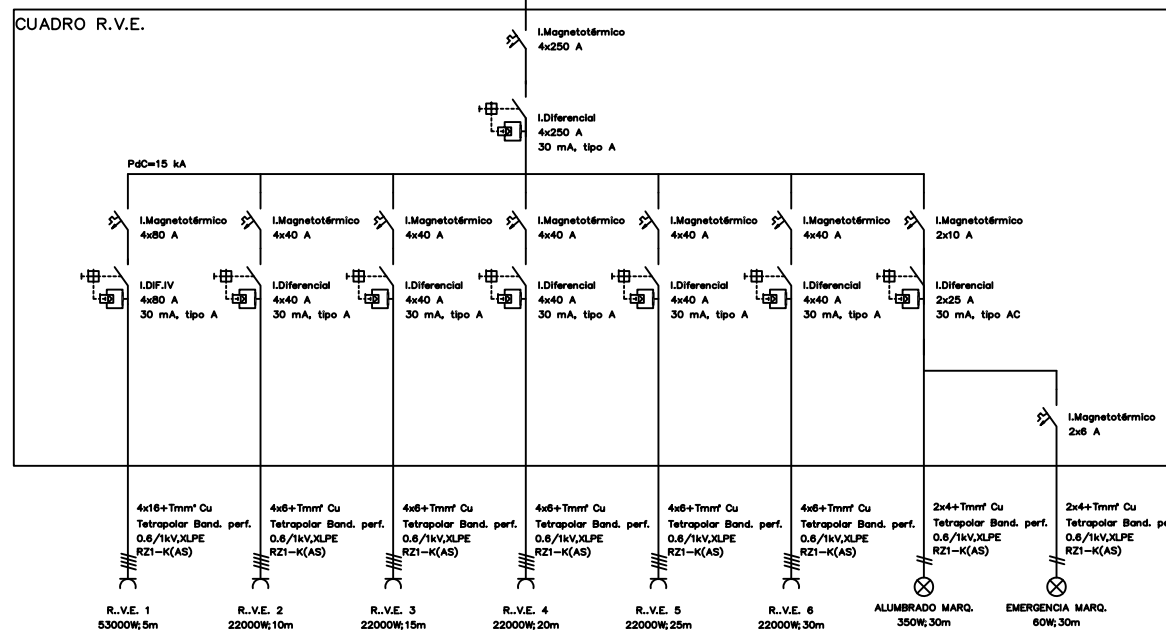 CUADRO R.V.E.
I.Magnetotérmico
4x250 A
I.Diferencial
4x250 A
30 mA, tipo A
PdC=15 kA
I.Magnetotérmico
4x80 A
I.Magnetotérmico
4x40 A
I.Magnetotérmico
4x40 A
I.Magnetotérmico
4x40 A
I.Magnetotérmico
4x40 A
I.Magnetotérmico
4x40 A
I.Magnetotérmico
2x10 A
I.DIF.IV
4x80 A
30 mA, tipo A
I.Diferencial
4x40 A
30 mA, tipo A
I.Diferencial
4x40 A
30 mA, tipo A
I.Diferencial
4x40 A
30 mA, tipo A
I.Diferencial
4x40 A
30 mA, tipo A
I.Diferencial
4x40 A
30 mA, tipo A
I.Diferencial
2x25 A
30 mA, tipo AC
I.Magnetotérmico
2x6 A
4x16+Tmm² Cu
Tetrapolar Band. perf.
0.6/1kV,XLPE
RZ1-K(AS)
4x6+Tmm² Cu
Tetrapolar Band. perf.
0.6/1kV,XLPE
RZ1-K(AS)
4x6+Tmm² Cu
Tetrapolar Band. perf.
0.6/1kV,XLPE
RZ1-K(AS)
4x6+Tmm² Cu
Tetrapolar Band. perf.
0.6/1kV,XLPE
RZ1-K(AS)
4x6+Tmm² Cu
Tetrapolar Band. perf.
0.6/1kV,XLPE
RZ1-K(AS)
4x6+Tmm² Cu
Tetrapolar Band. perf.
0.6/1kV,XLPE
RZ1-K(AS)
2x4+Tmm² Cu
Tetrapolar Band. perf.
0.6/1kV,XLPE
RZ1-K(AS)
2x4+Tmm² Cu
Tetrapolar Band. pe
0.6/1kV,XLPE
RZ1-K(AS)
R..V.E. 1
53000W;5m
R..V.E. 2
22000W;10m
R..V.E. 3
22000W;15m
R..V.E. 4
22000W;20m
R..V.E. 5
22000W;25m
R..V.E. 6
22000W;30m
ALUMBRADO MARQ.
350W;30m
EMERGENCIA MARQ.
60W;30m